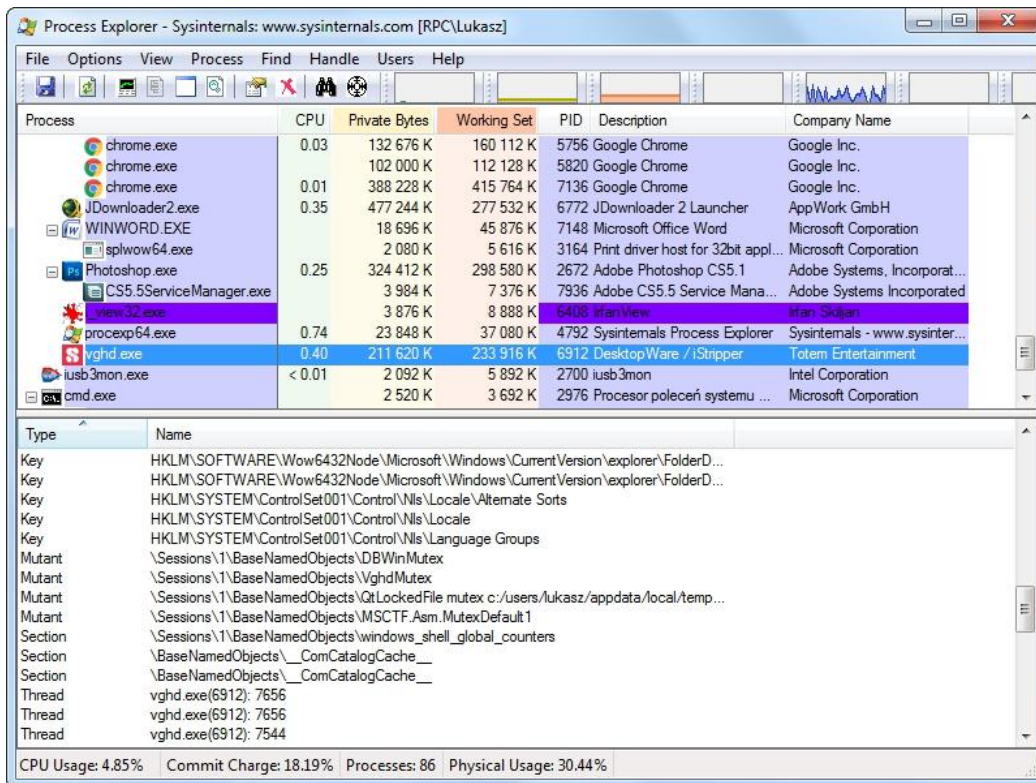 Process Explorer - Sysinternals: www.sysinternals.com [RPC\Lukasz]
File Options View Process Find Handle Users Help
Process CPU Private Bytes Working Set PID Description Company Name
chrome.exe 0.03 132 676 K 160 112 K 5756 Google Chrome Google Inc.
chrome.exe 102 000 K 112 128 K 5820 Google Chrome Google Inc.
chrome.exe 0.01 388 228 K 415 764 K 7136 Google Chrome Google Inc.
JDownloader2.exe 0.35 477 244 K 277 532 K 6772 JDownloader 2 Launcher AppWork GmbH
WINWORD.EXE 18 696 K 45 876 K 7148 Microsoft Office Word Microsoft Corporation
splwow64.exe 2 080 K 5 616 K 3164 Print driver host for 32bit appl... Microsoft Corporation
Ps Photoshop.exe 0.25 324 412 K 298 580 K 2672 Adobe Photoshop CS5.1 Adobe Systems, Incorporat...
CS5.5ServiceManager.exe 3 984 K 7 376 K 7936 Adobe CS5.5 Service Mana... Adobe Systems Incorporated
i_view32.exe 3 876 K 8 888 K 6408 IrfanView Irfan Skiljan
procexp64.exe 0.74 23 848 K 37 080 K 4792 Sysinternals Process Explorer Sysinternals - www.sysinter...
S vghd.exe 0.40 211 620 K 233 916 K 6912 DesktopWare / iStripper Totem Entertainment
iusb3mon.exe < 0.01 2 092 K 5 892 K 2700 iusb3mon Intel Corporation
cmd.exe 2 520 K 3 692 K 2976 Procesor poleceń systemu ... Microsoft Corporation
Type Name
Key HKLM\SOFTWARE\Wow6432Node\Microsoft\Windows\CurrentVersion\explorer\FolderD...
Key HKLM\SOFTWARE\Wow6432Node\Microsoft\Windows\CurrentVersion\explorer\FolderD...
Key HKLM\SYSTEM\ControlSet001\Control\Nls\Locale\Alternate Sorts
Key HKLM\SYSTEM\ControlSet001\Control\Nls\Locale
Key HKLM\SYSTEM\ControlSet001\Control\Nls\Language Groups
Mutant \Sessions\1\BaseNamedObjects\DBWinMutex
Mutant \Sessions\1\BaseNamedObjects\VghdMutex
Mutant \Sessions\1\BaseNamedObjects\QtLockedFile mutex c:/users/lukasz/appdata/local/temp...
Mutant \Sessions\1\BaseNamedObjects\MSCTF.Asm.MutexDefault1
Section \Sessions\1\BaseNamedObjects\windows_shell_global_counters
Section \BaseNamedObjects\__ComCatalogCache__
Section \BaseNamedObjects\__ComCatalogCache__
Thread vghd.exe(6912): 7656
Thread vghd.exe(6912): 7656
Thread vghd.exe(6912): 7544
CPU Usage: 4.85% Commit Charge: 18.19% Processes: 86 Physical Usage: 30.44%